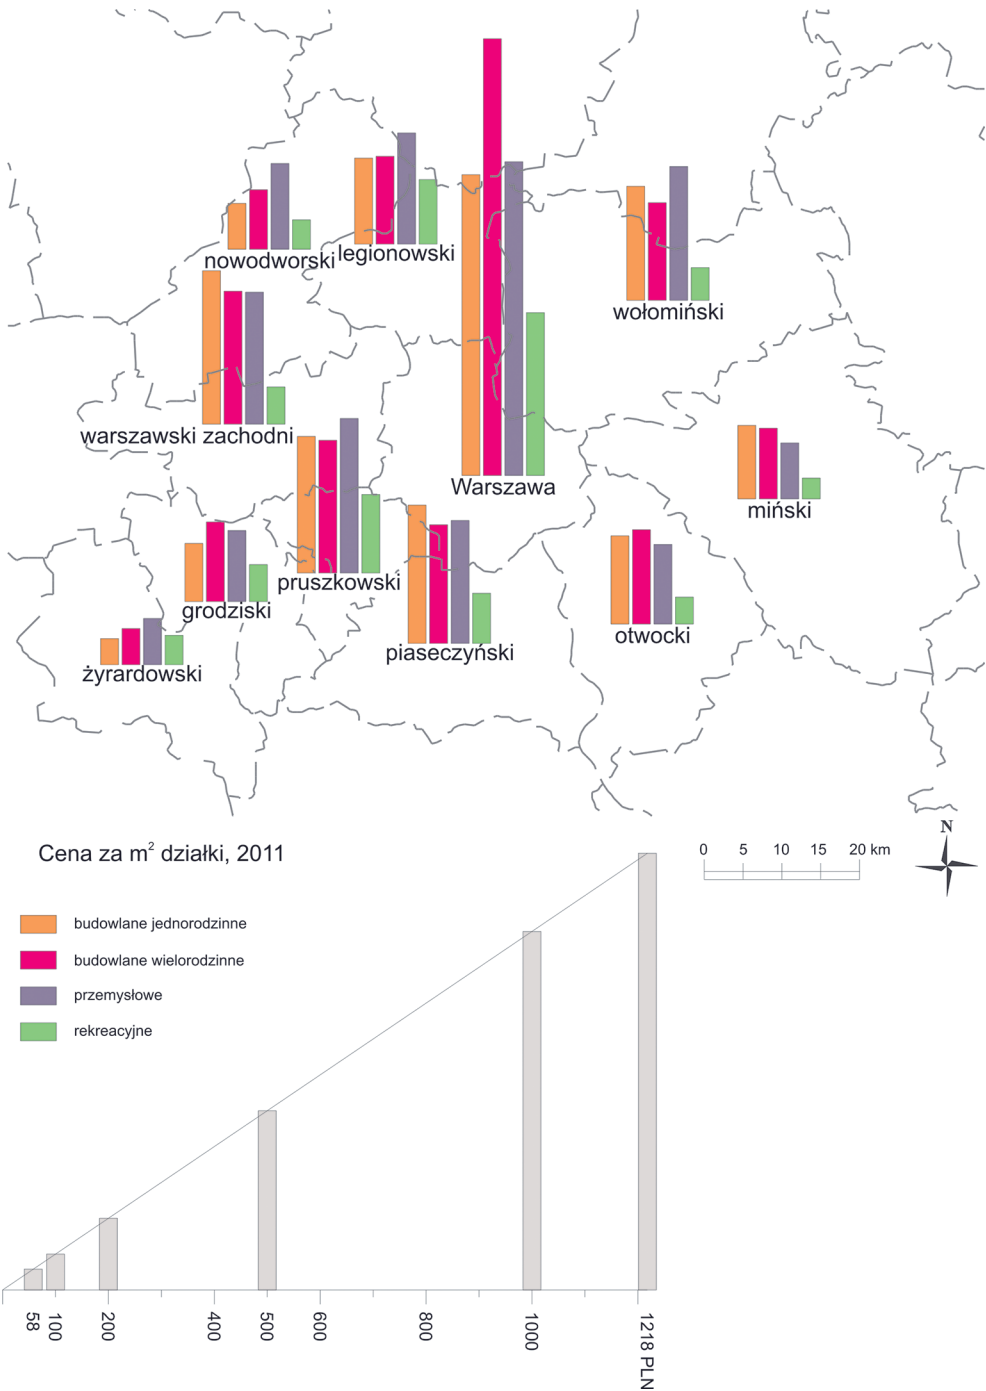 nowodworski
legionowski
wołomiński
warszawski zachodni
Warszawa
miński
pruszkowski
grodziski
otwocki
piaseczyński
żyrardowski
Cena za m² działki, 2011
N
0 5 10 15 20 km
budowlane jednorodzinne
budowlane wielorodzinne
przemysłowe
rekreacyjne
58 100 200 400 500 600 800 1000 1218 PLN